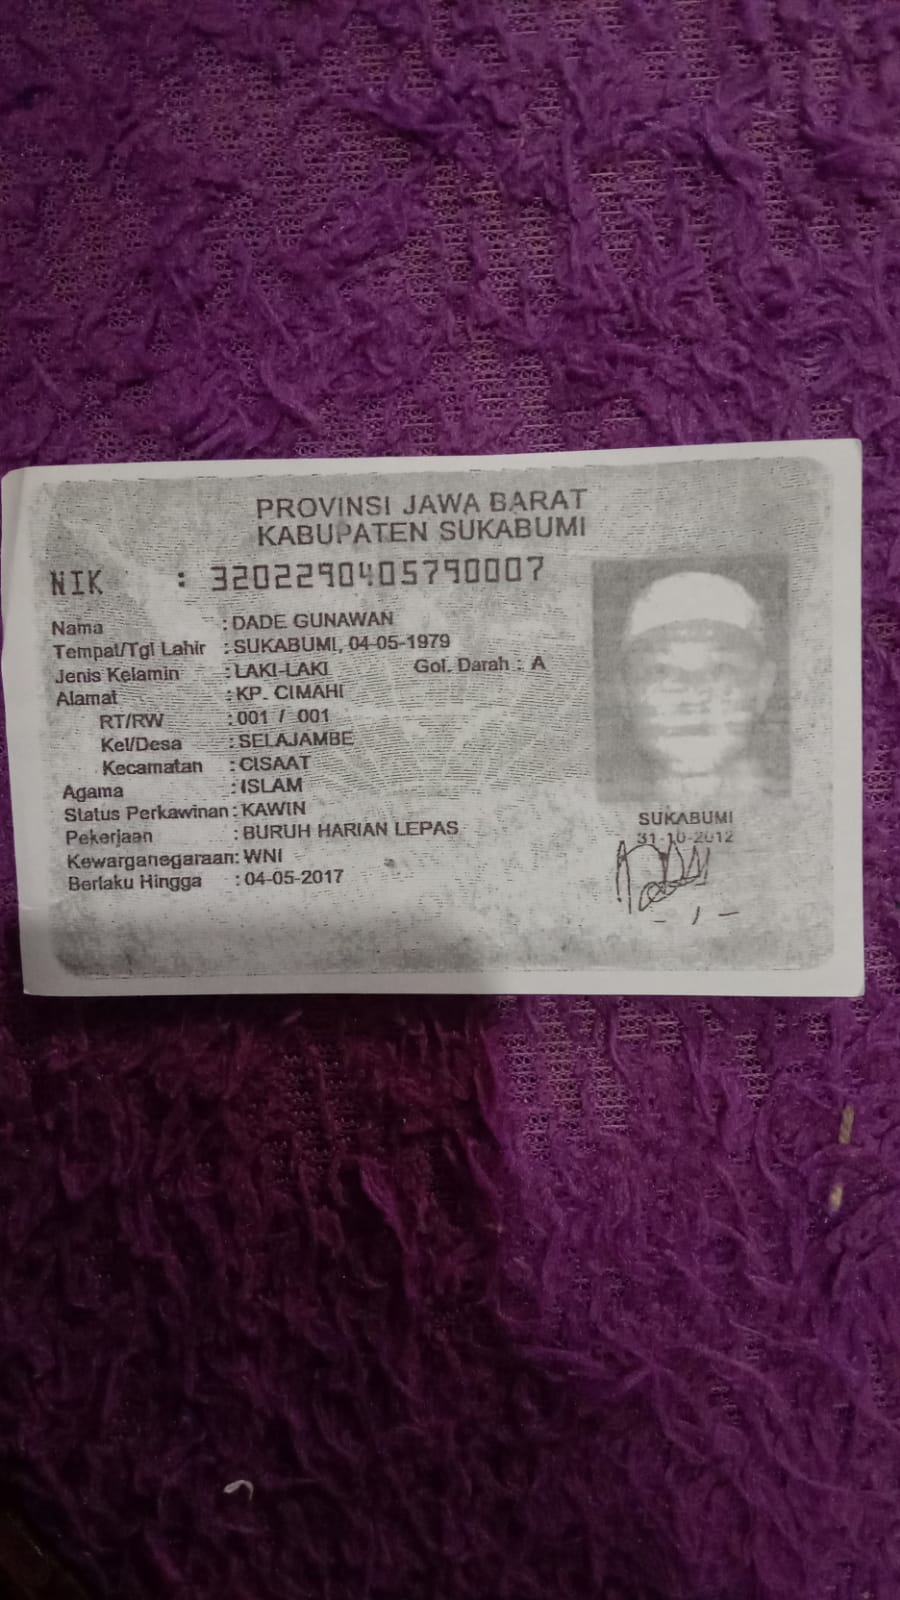 PROVINSI JAWA BARAT
KABUPATEN SUKABUMI
NIK : 3202290405790007
Nama : DADE GUNAWAN
Tempat/Tgl Lahir : SUKABUMI, 04-05-1979
Jenis Kelamin : LAKI-LAKI Gol. Darah : A
Alamat : KP. CIMAHI
RT/RW : 001 / 001
Kel/Desa : SELAJAMBE
Kecamatan : CISAAT
Agama : ISLAM
Status Perkawinan : KAWIN
Pekerjaan : BURUH HARIAN LEPAS
Kewarganegaraan: WNI
Berlaku Hingga : 04-05-2017
SUKABUMI
31-10-2012